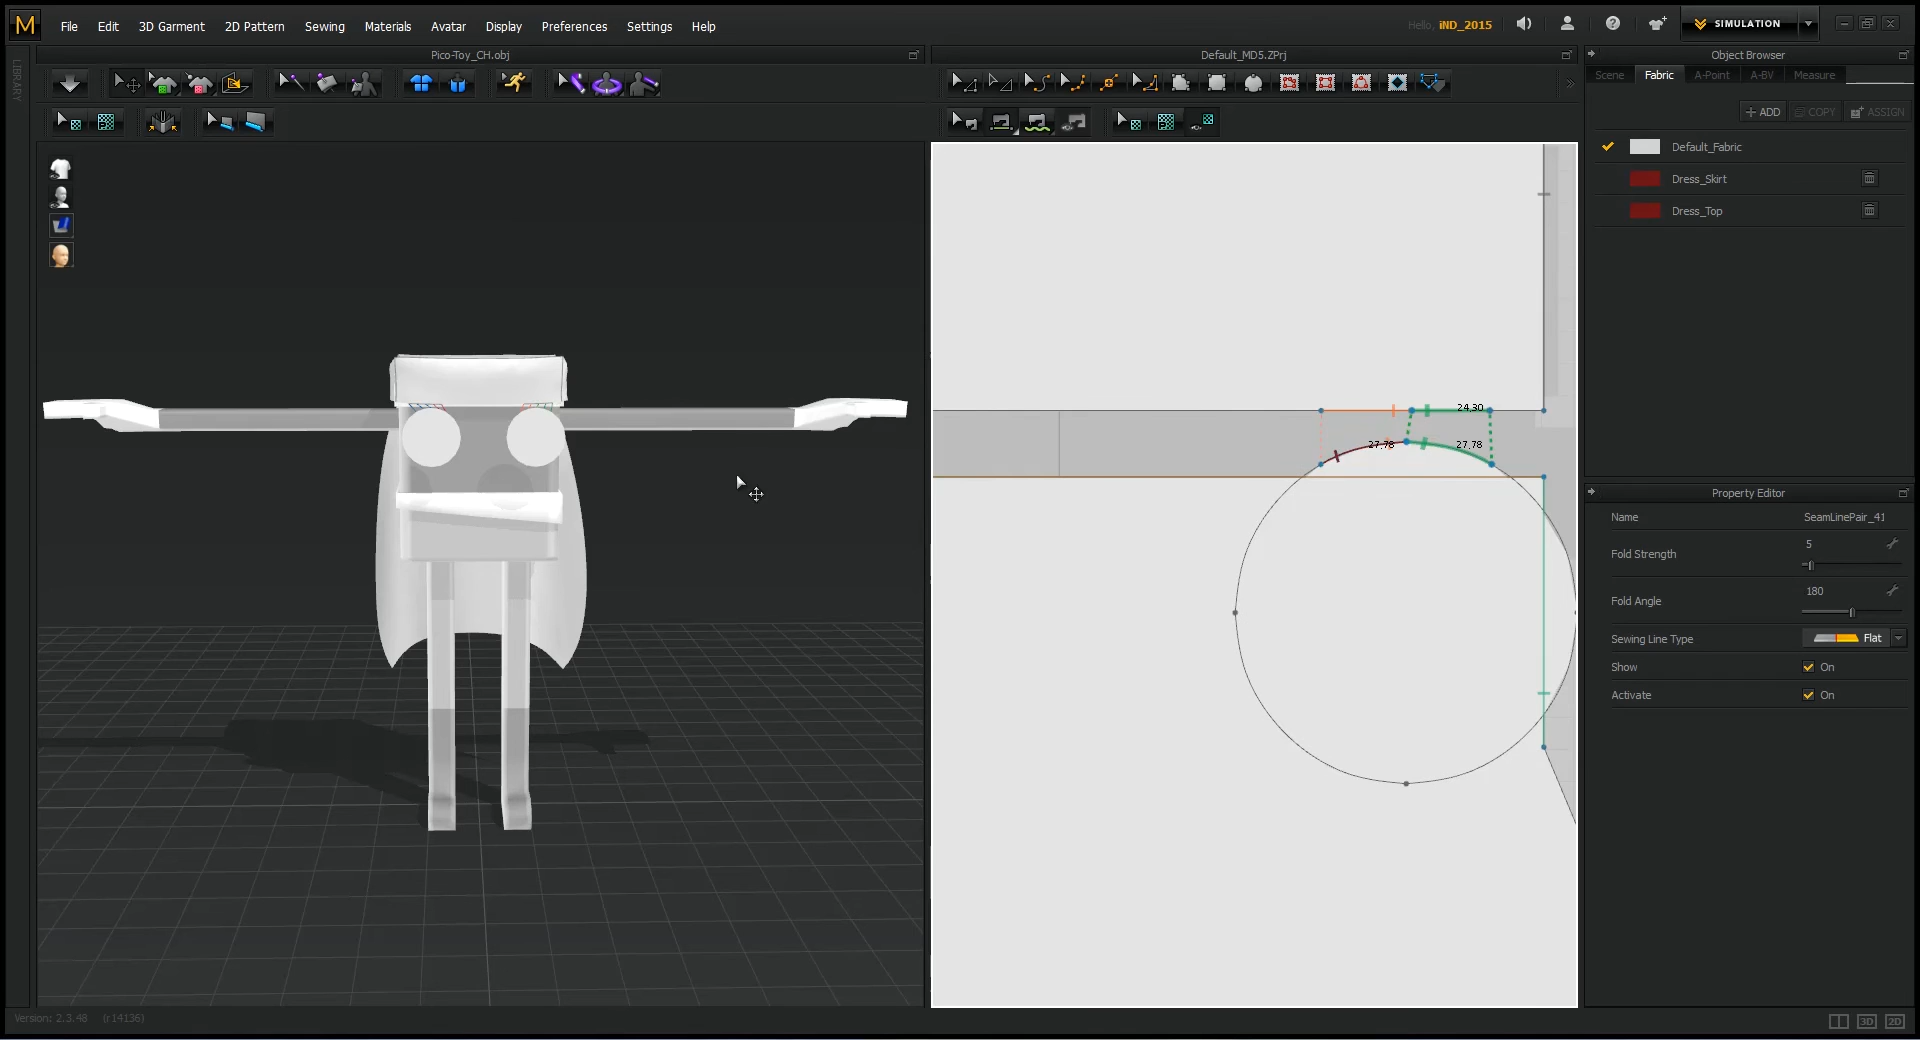 M File Edit 3D Garment 2D Pattern Sewing Materials Avatar Display Preferences Settings Help Hello, iND_2015 SIMULATION
LIBRARY
Pico-Toy_CH.obj
Default_MD5.ZPrj
Object Browser
Scene Fabric A-Point A-BV Measure
ADD COPY ASSIGN
Default_Fabric
Dress_Skirt
Dress_Top
24.30
27.78 27.78
Property Editor
Name SeamLinePair_41
Fold Strength 5
Fold Angle 180
Sewing Line Type Flat
Show On
Activate On
Version: 2.3.48 (r14136)
3D 2D